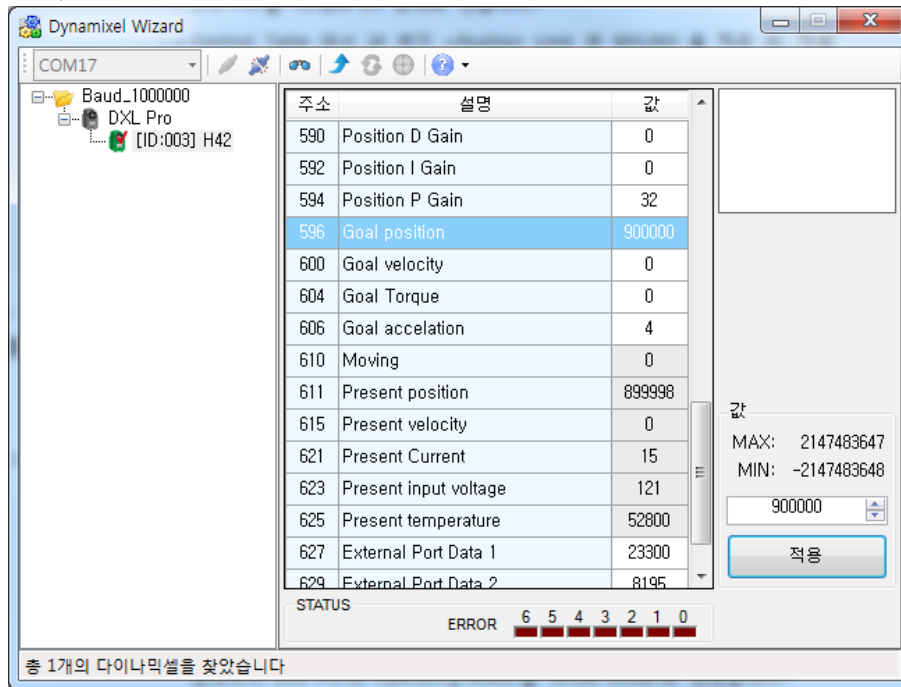 Dynamixel Wizard
COM17
Baud_1000000
DXL Pro
[ID:003] H42
주소 설명 값
590 Position D Gain 0
592 Position I Gain 0
594 Position P Gain 32
596 Goal position 900000
600 Goal velocity 0
604 Goal Torque 0
606 Goal accelation 4
610 Moving 0
611 Present position 899998
615 Present velocity 0
621 Present Current 15
623 Present input voltage 121
625 Present temperature 52800
627 External Port Data 1 23300
629 External Port Data 2 8195
값
MAX: 2147483647
MIN: -2147483648
900000
적용
STATUS
ERROR 6 5 4 3 2 1 0
총 1개의 다이나믹셀을 찾았습니다